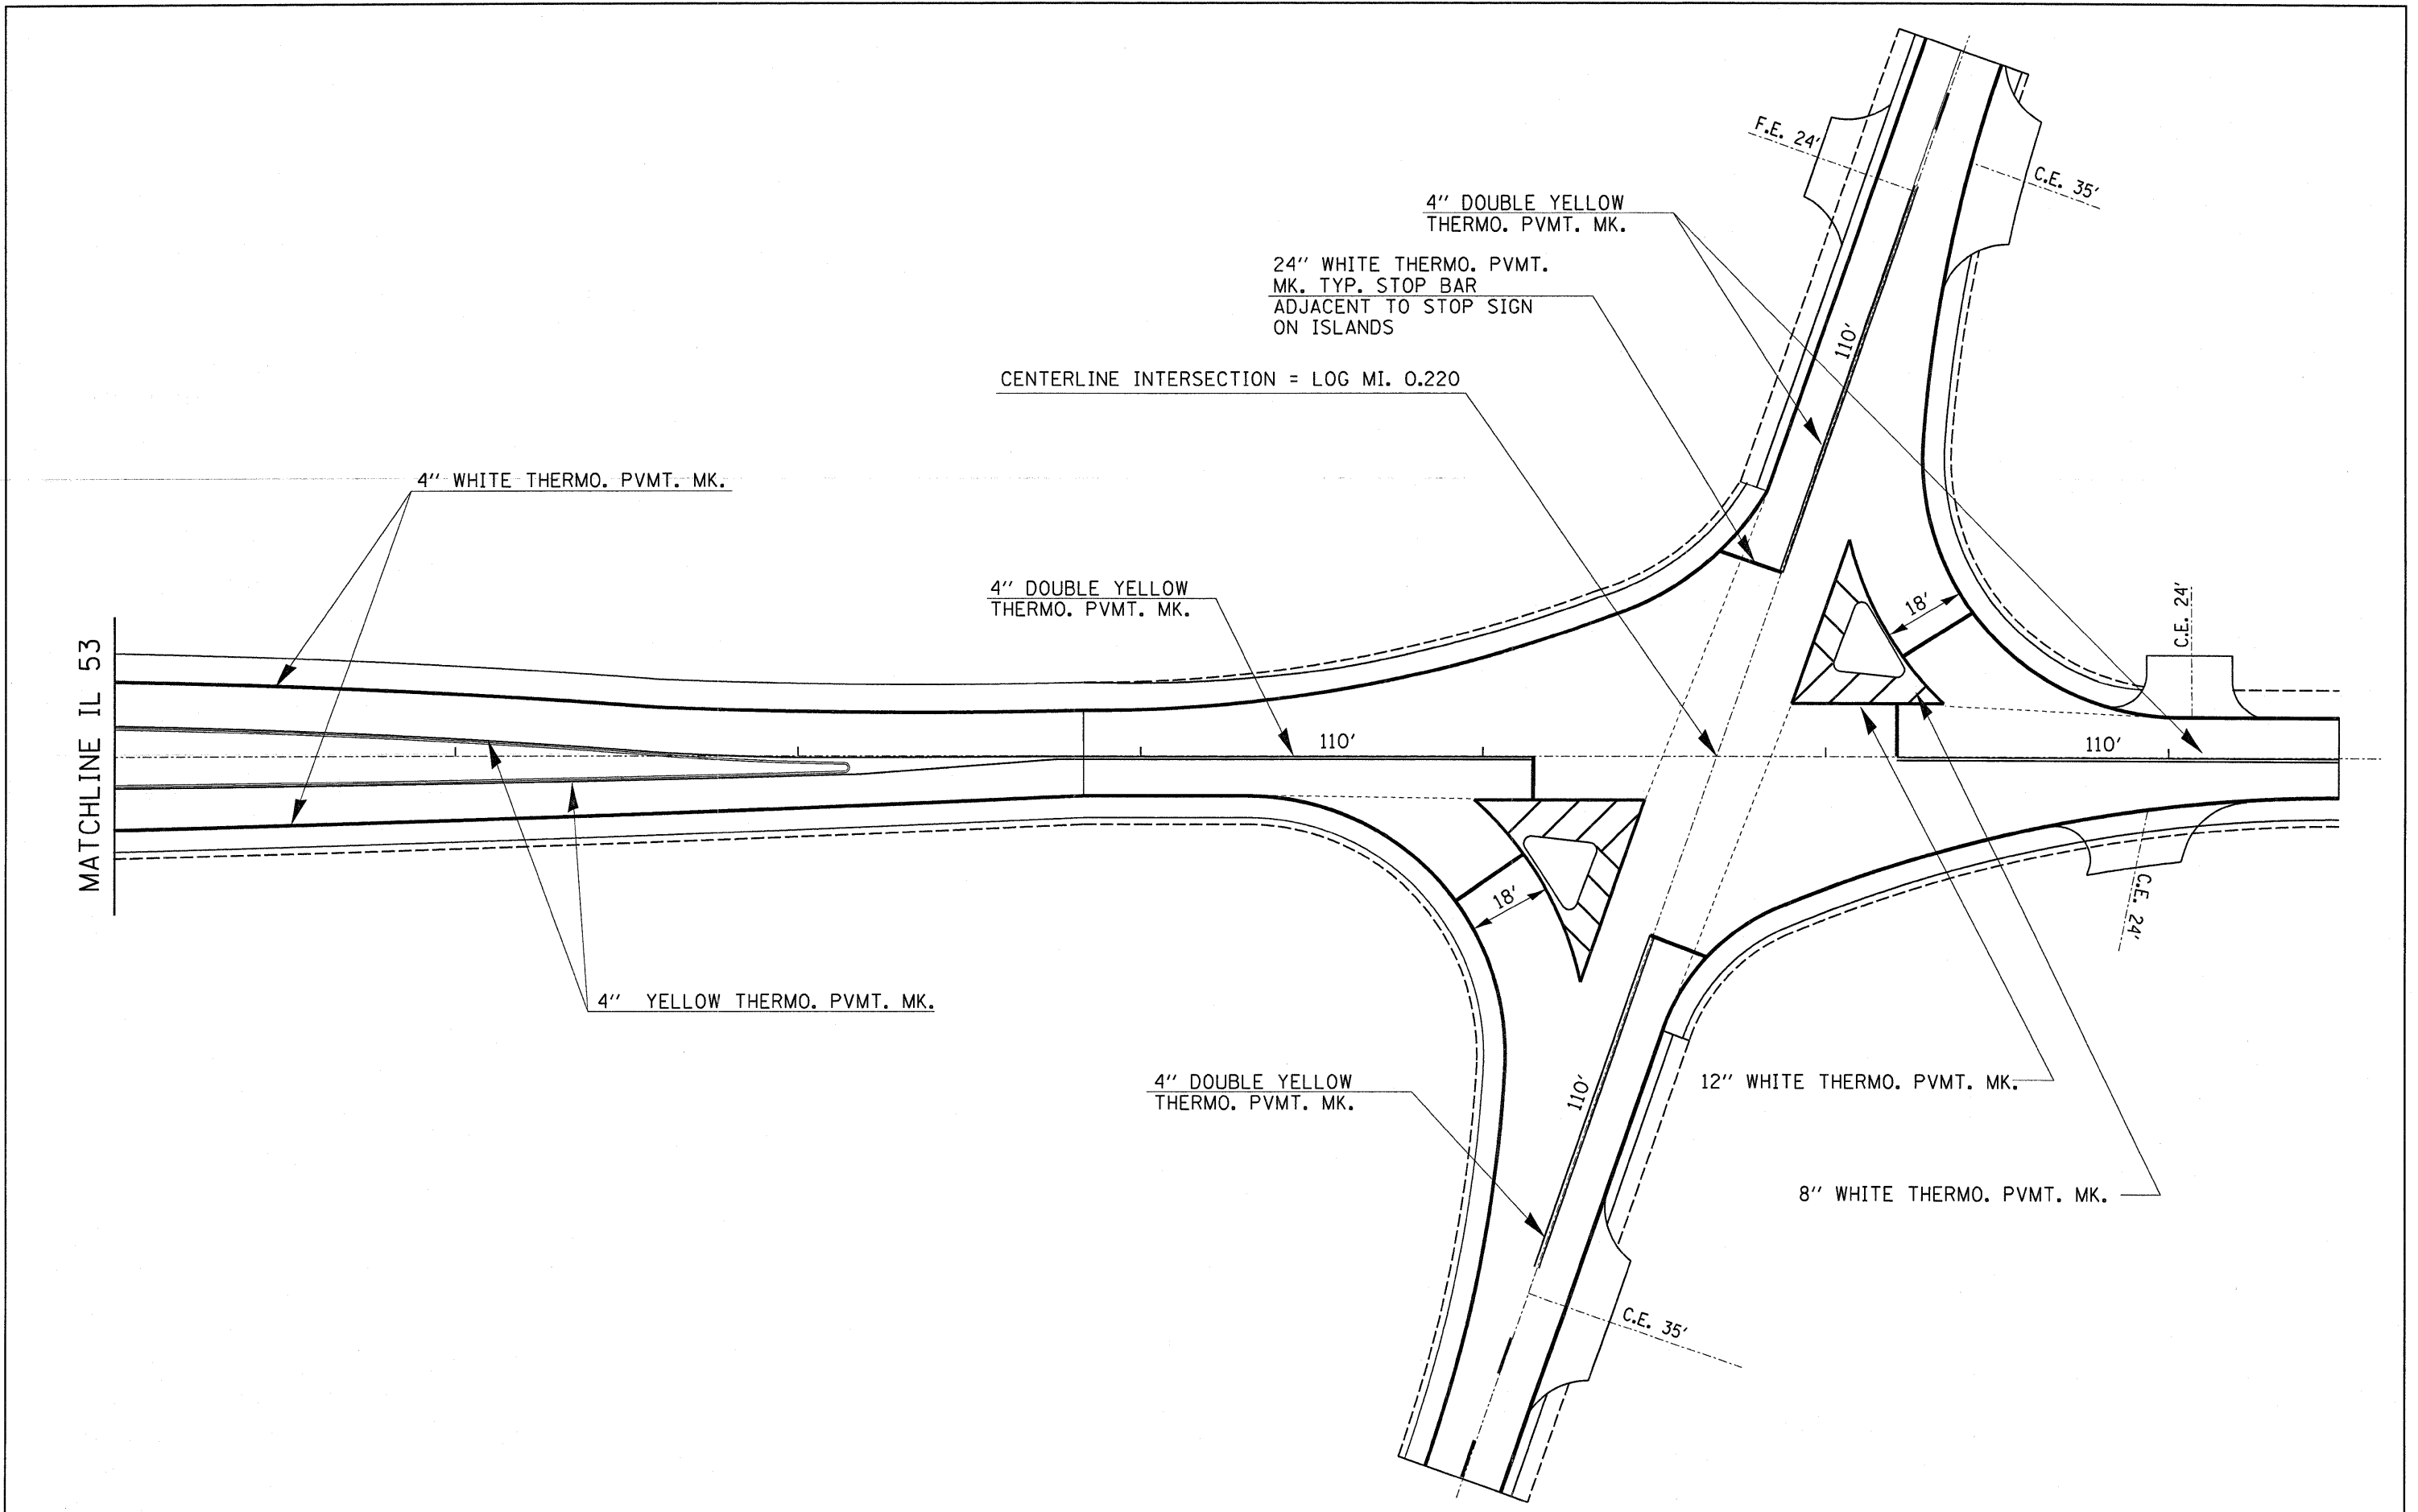 F.E. 24'
C.E. 35'
4" DOUBLE YELLOW
THERMO. PVMT. MK.
24" WHITE THERMO. PVMT.
MK. TYP. STOP BAR
ADJACENT TO STOP SIGN
ON ISLANDS
110'
CENTERLINE INTERSECTION = LOG MI. 0.220
4" WHITE THERMO. PVMT. MK.
4" DOUBLE YELLOW
THERMO. PVMT. MK.
18'
C.E. 24'
MATCHLINE IL 53
110'
110'
18'
C.E. 24'
4" YELLOW THERMO. PVMT. MK.
4" DOUBLE YELLOW
THERMO. PVMT. MK.
110'
12" WHITE THERMO. PVMT. MK.
8" WHITE THERMO. PVMT. MK.
C.E. 35'